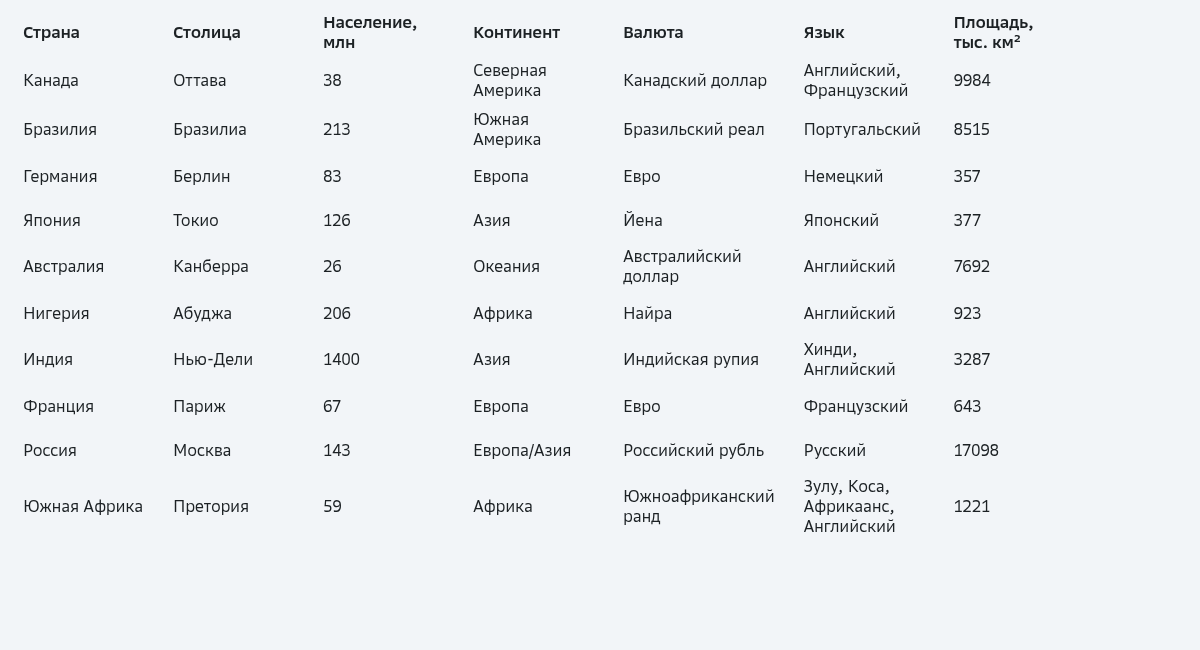 Страна Столица Население, млн Континент Валюта Язык Площадь, тыс. км²
Канада Оттава 38 Северная Америка Канадский доллар Английский, Французский 9984
Бразилия Бразилиа 213 Южная Америка Бразильский реал Португальский 8515
Германия Берлин 83 Европа Евро Немецкий 357
Япония Токио 126 Азия Йена Японский 377
Австралия Канберра 26 Океания Австралийский доллар Английский 7692
Нигерия Абуджа 206 Африка Найра Английский 923
Индия Нью-Дели 1400 Азия Индийская рупия Хинди, Английский 3287
Франция Париж 67 Европа Евро Французский 643
Россия Москва 143 Европа/Азия Российский рубль Русский 17098
Южная Африка Претория 59 Африка Южноафриканский ранд Зулу, Коса, Африкаанс, Английский 1221